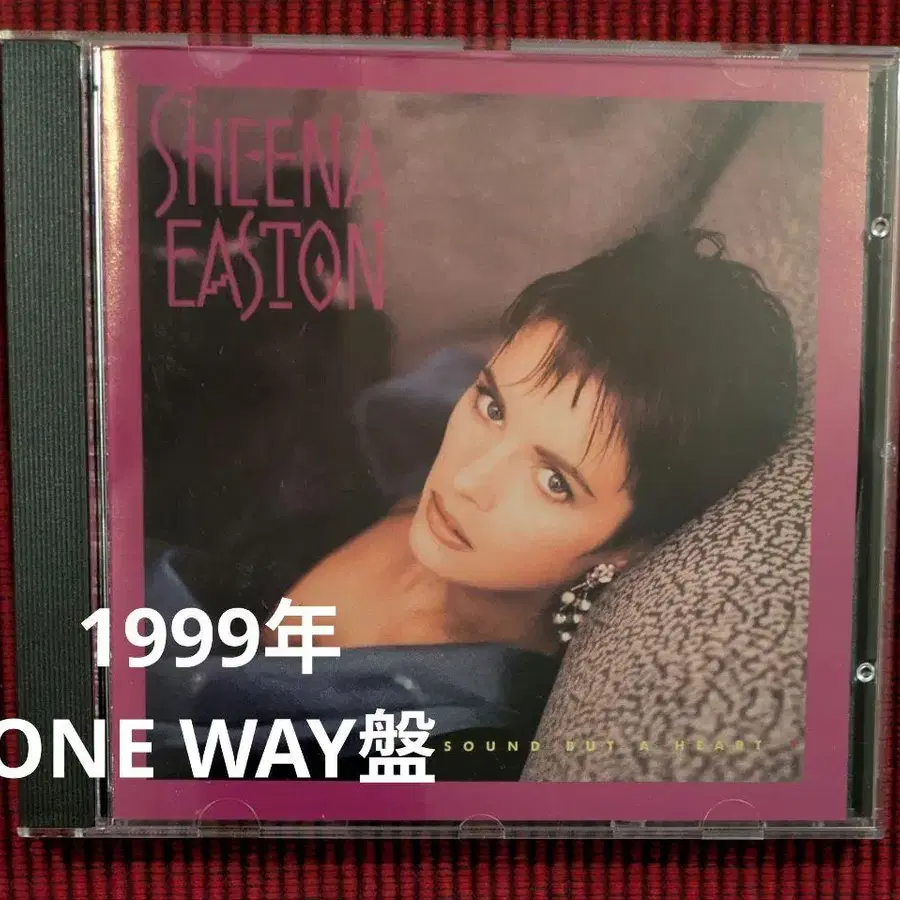 SHEENA
EASTON
1999年
ONE WAY盤
SOUND BUT A HEART